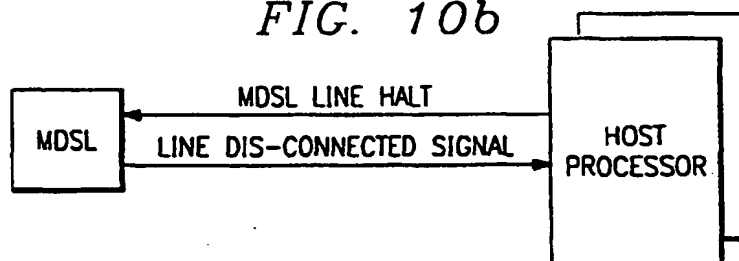 FIG. 10b
MDSL LINE HALT
MDSL
LINE DIS-CONNECTED SIGNAL
HOST
PROCESSOR